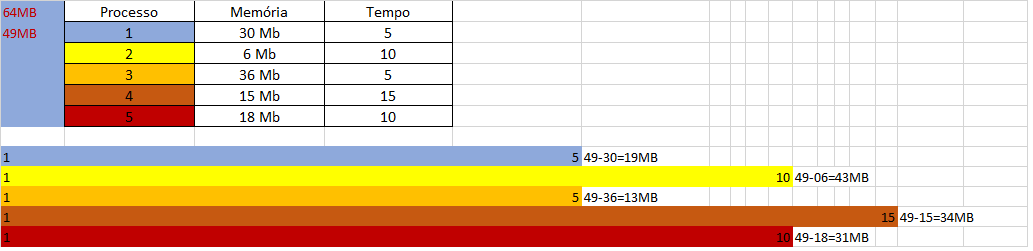 64MB Processo Memória Tempo
49MB 1 30 Mb 5
2 6 Mb 10
3 36 Mb 5
4 15 Mb 15
5 18 Mb 10
1 5 49-30=19MB
1 10 49-06=43MB
1 5 49-36=13MB
1 15 49-15=34MB
1 10 49-18=31MB